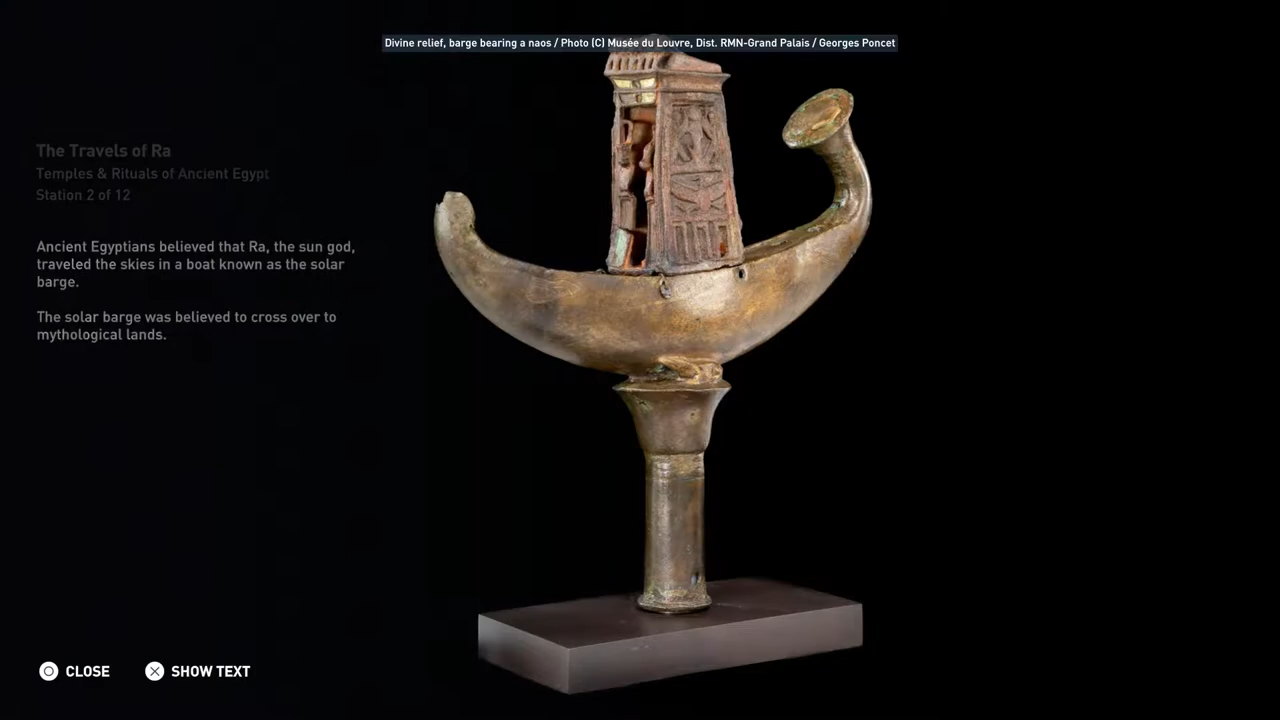 Divine relief, barge bearing a naos / Photo (C) Musée du Louvre, Dist. RMN-Grand Palais / Georges Poncet
The Travels of Ra
Temples & Rituals of Ancient Egypt
Station 2 of 12
Ancient Egyptians believed that Ra, the sun god,
traveled the skies in a boat known as the solar
barge.
The solar barge was believed to cross over to
mythological lands.
CLOSE
SHOW TEXT